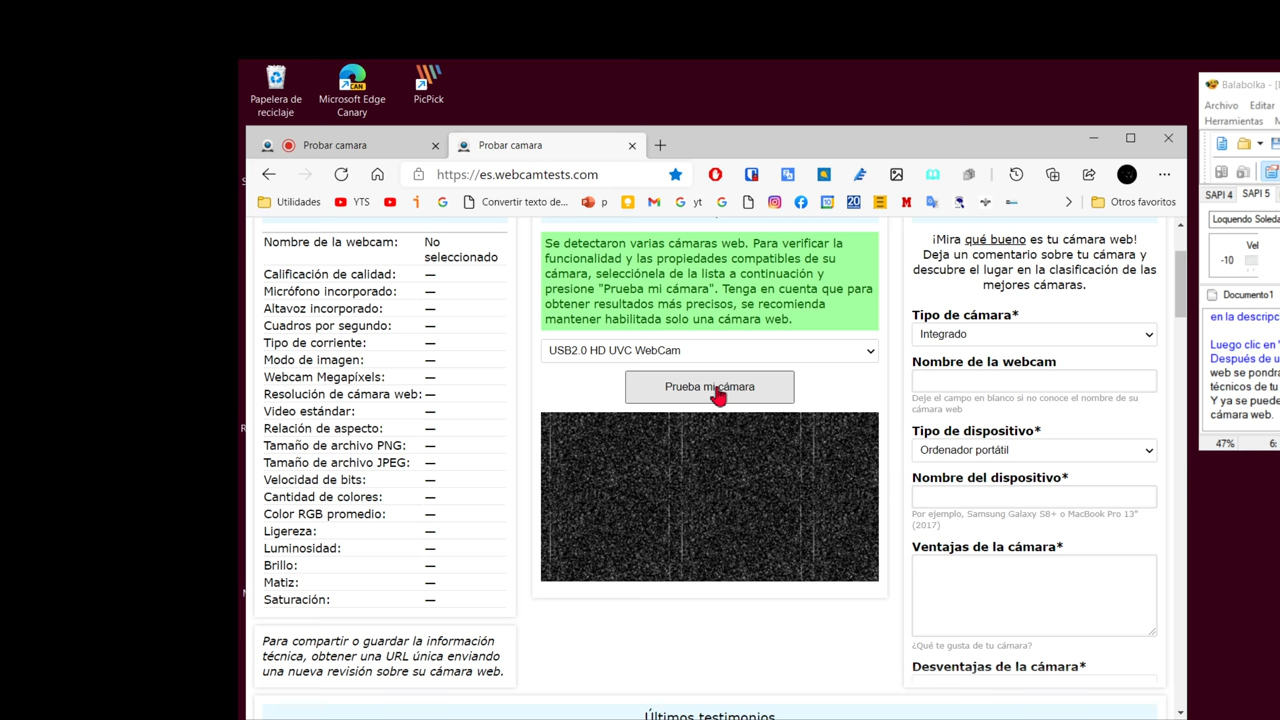 Papelera de
reciclaje
Microsoft Edge
Canary
PicPick
Probar camara
Probar camara
https://es.webcamtests.com
Utilidades
YTS
Convertir texto de...
p
yt
Otros favoritos
Nombre de la webcam: No
seleccionado
Calificación de calidad: —
Micrófono incorporado: —
Altavoz incorporado: —
Cuadros por segundo: —
Tipo de corriente: —
Modo de imagen: —
Webcam Megapíxels: —
Resolución de cámara web: —
Video estándar: —
Relación de aspecto: —
Tamaño de archivo PNG: —
Tamaño de archivo JPEG: —
Velocidad de bits: —
Cantidad de colores: —
Color RGB promedio: —
Ligereza: —
Luminosidad: —
Brillo: —
Matiz: —
Saturación: —
Para compartir o guardar la información
técnica, obtener una URL única enviando
una nueva revisión sobre su cámara web.
Se detectaron varias cámaras web. Para verificar la
funcionalidad y las propiedades compatibles de su
cámara, selecciónela de la lista a continuación y
presione "Prueba mi cámara". Tenga en cuenta que para
obtener resultados más precisos, se recomienda
mantener habilitada solo una cámara web.
USB2.0 HD UVC WebCam
Prueba mi cámara
Últimos testimonios
¡Mira qué bueno es tu cámara web!
Deja un comentario sobre tu cámara y
descubre el lugar en la clasificación de las
mejores cámaras.
Tipo de cámara*
Integrado
Nombre de la webcam
Deje el campo en blanco si no conoce el nombre de su
cámara web
Tipo de dispositivo*
Ordenador portátil
Nombre del dispositivo*
Por ejemplo, Samsung Galaxy S8+ o MacBook Pro 13"
(2017)
Ventajas de la cámara*
¿Qué te gusta de tu cámara?
Desventajas de la cámara*
Balabolka - [
Archivo Editar
Herramientas
SAPI 4 SAPI 5
Loquendo Soleda
Vel
-10
Documento1
en la descripc
Luego clic en "
Después de u
web se pondra
técnicos de tu
Y ya se puede
cámara web.
47% 6: